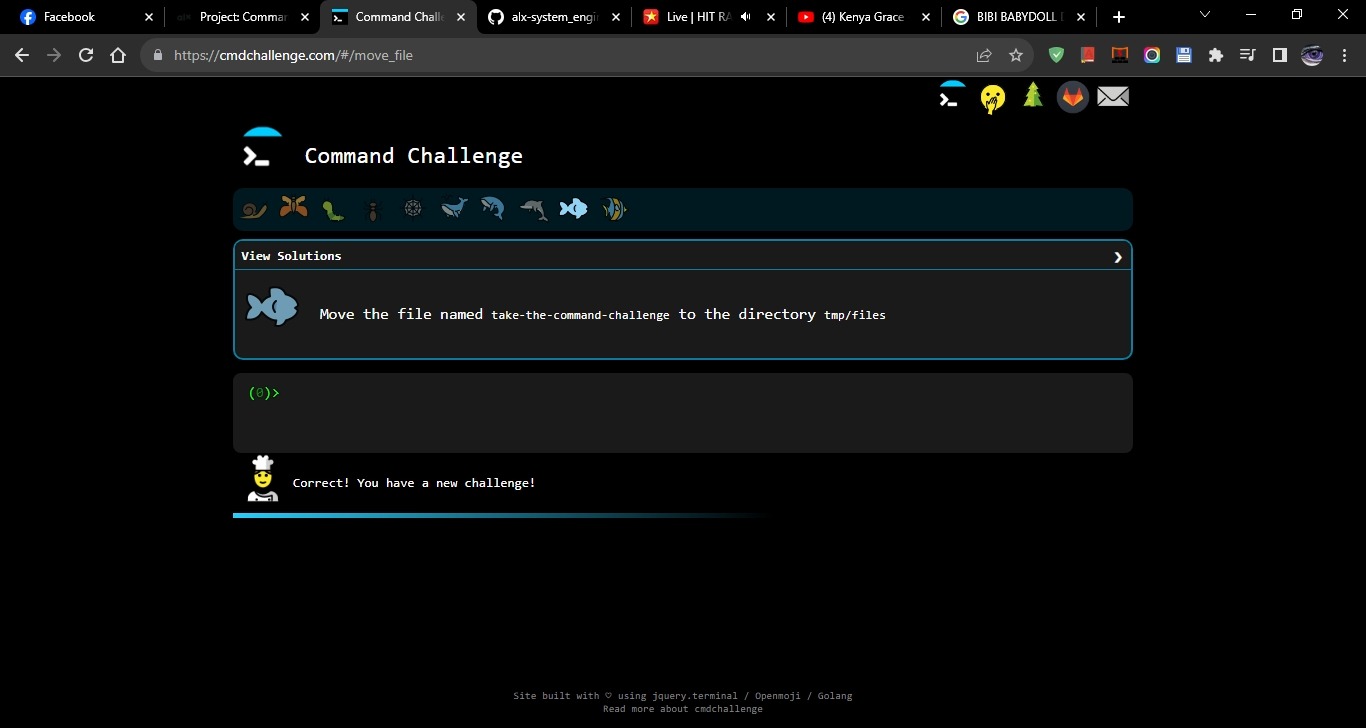 Facebook
Project: Comman
Command Chall
alx-system_engi
Live | HIT RA
(4) Kenya Grace
BIBI BABYDOLL
https://cmdchallenge.com/#/move_file
>_
>_ Command Challenge
View Solutions ❯
Move the file named take-the-command-challenge to the directory tmp/files
(0)>
Correct! You have a new challenge!
Site built with ♡ using jquery.terminal / Openmoji / Golang
Read more about cmdchallenge